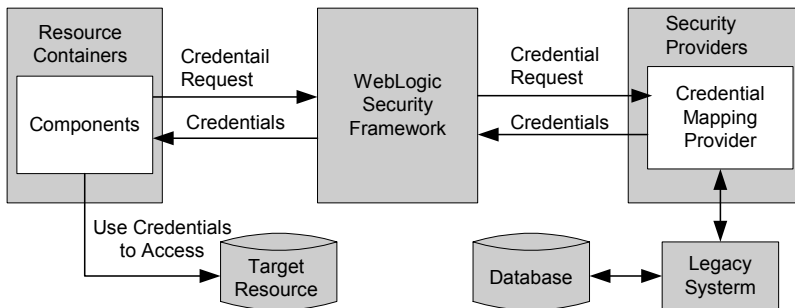 Resource
Containers
Components
Credentail
Request
Credentials
WebLogic
Security
Framework
Credential
Request
Credentials
Security
Providers
Credential
Mapping
Provider
Use Credentials
to Access
Target
Resource
Database
Legacy
Systerm